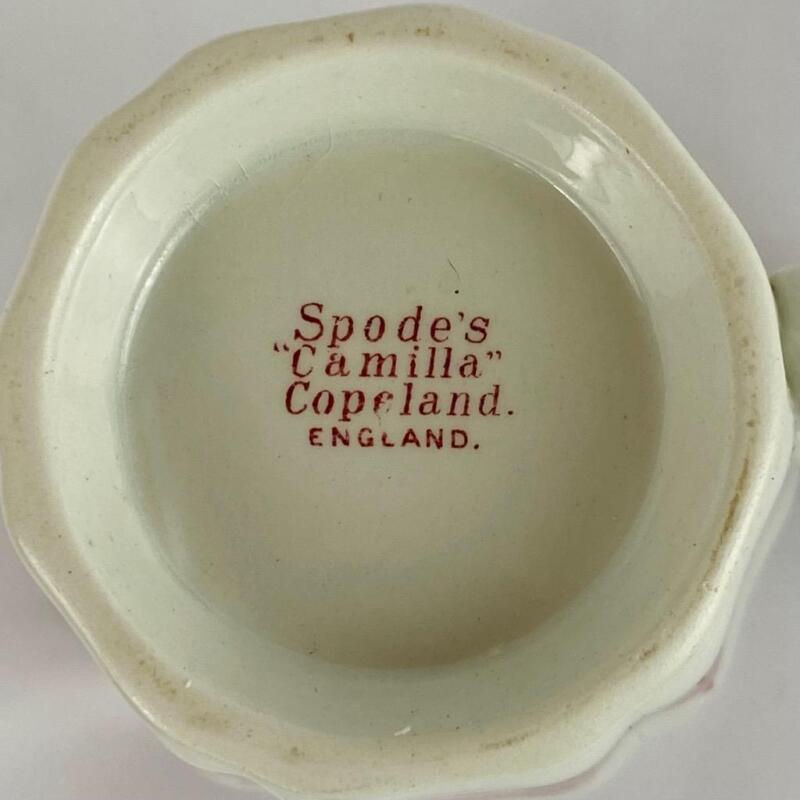 Spode's
"Camilla"
Copeland.
ENGLAND.